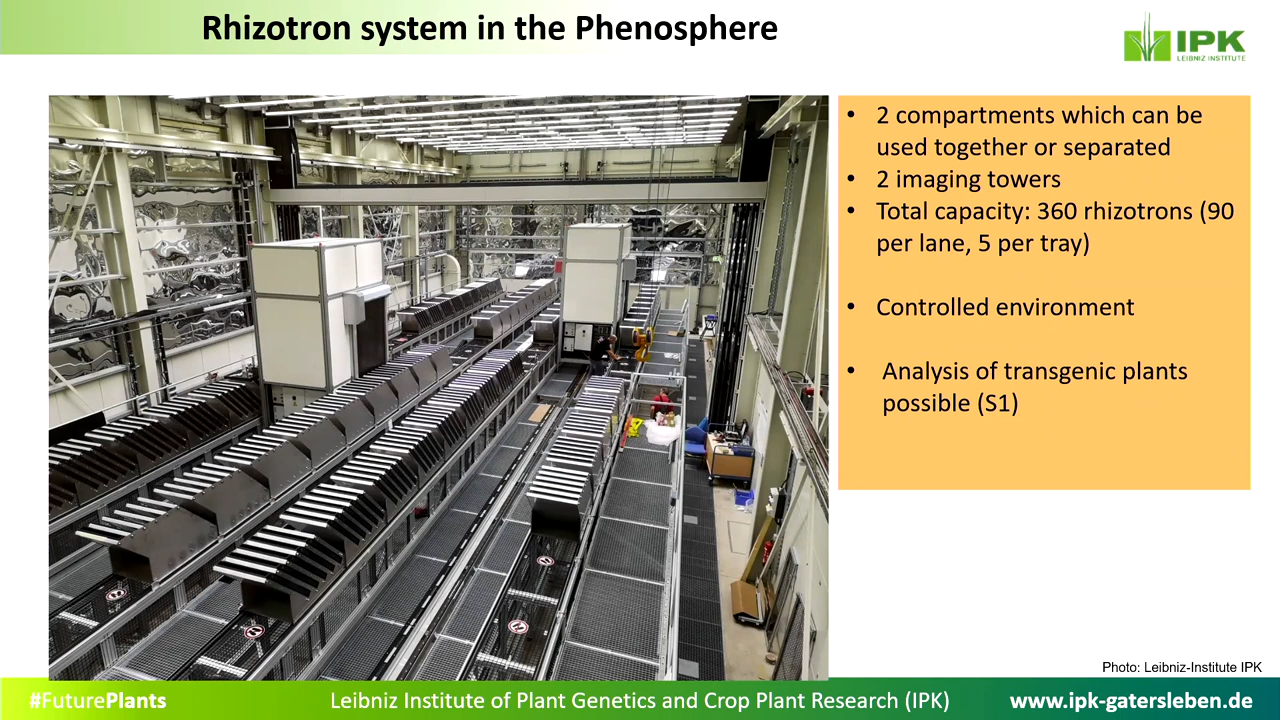 Rhizotron system in the Phenosphere
IPK
LEIBNIZ INSTITUTE
• 2 compartments which can be
used together or separated
• 2 imaging towers
• Total capacity: 360 rhizotrons (90
per lane, 5 per tray)
• Controlled environment
• Analysis of transgenic plants
possible (S1)
Photo: Leibniz-Institute IPK
#FuturePlants
Leibniz Institute of Plant Genetics and Crop Plant Research (IPK)
www.ipk-gatersleben.de